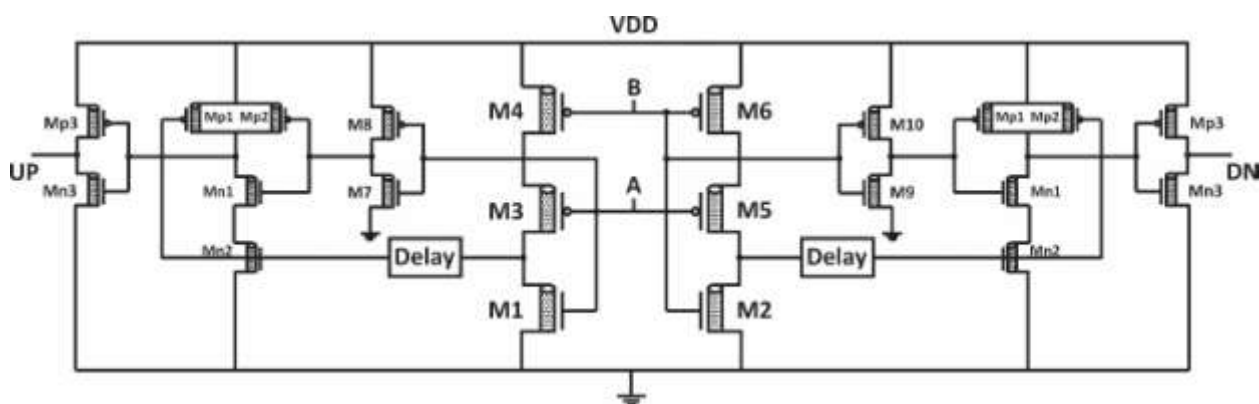 VDD
B
M4 M6
Mp3 Mp1 Mp2 M8 M10 Mp1 Mp2 Mp3
UP DN
A
Mn3 Mn1 M7 M3 M5 M9 Mn1 Mn3
Mn2 Delay Delay Mn2
M1 M2